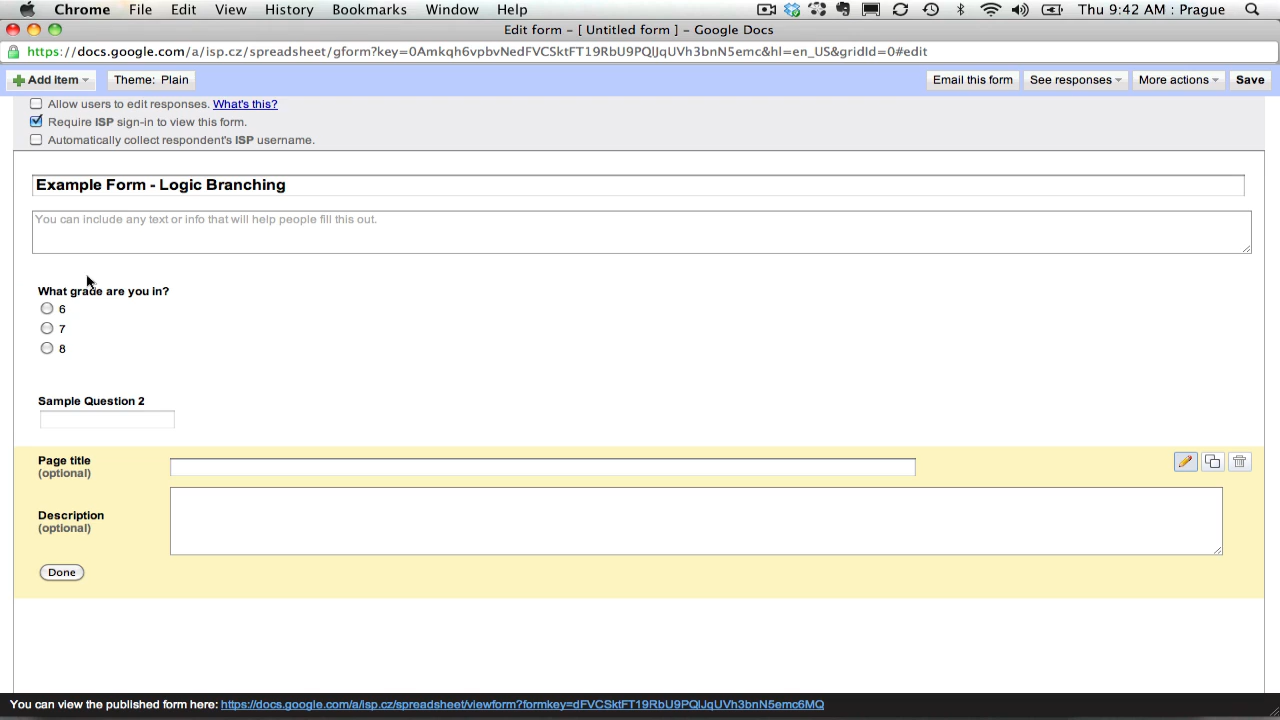 Chrome File Edit View History Bookmarks Window Help Thu 9:42 AM : Prague
Edit form – [ Untitled form ] – Google Docs
https://docs.google.com/a/isp.cz/spreadsheet/gform?key=0Amkqh6vpbvNedFVCSktFT19RbU9PQlJqUVh3bnN5emc&hl=en_US&gridId=0#edit
Add item Theme: Plain Email this form See responses More actions Save
Allow users to edit responses. What's this?
Require ISP sign-in to view this form.
Automatically collect respondent's ISP username.
Example Form - Logic Branching
You can include any text or info that will help people fill this out.
What grade are you in?
6
7
8
Sample Question 2
Page title
(optional)
Description
(optional)
Done
You can view the published form here: https://docs.google.com/a/isp.cz/spreadsheet/viewform?formkey=dFVCSktFT19RbU9PQlJqUVh3bnN5emc6MQ